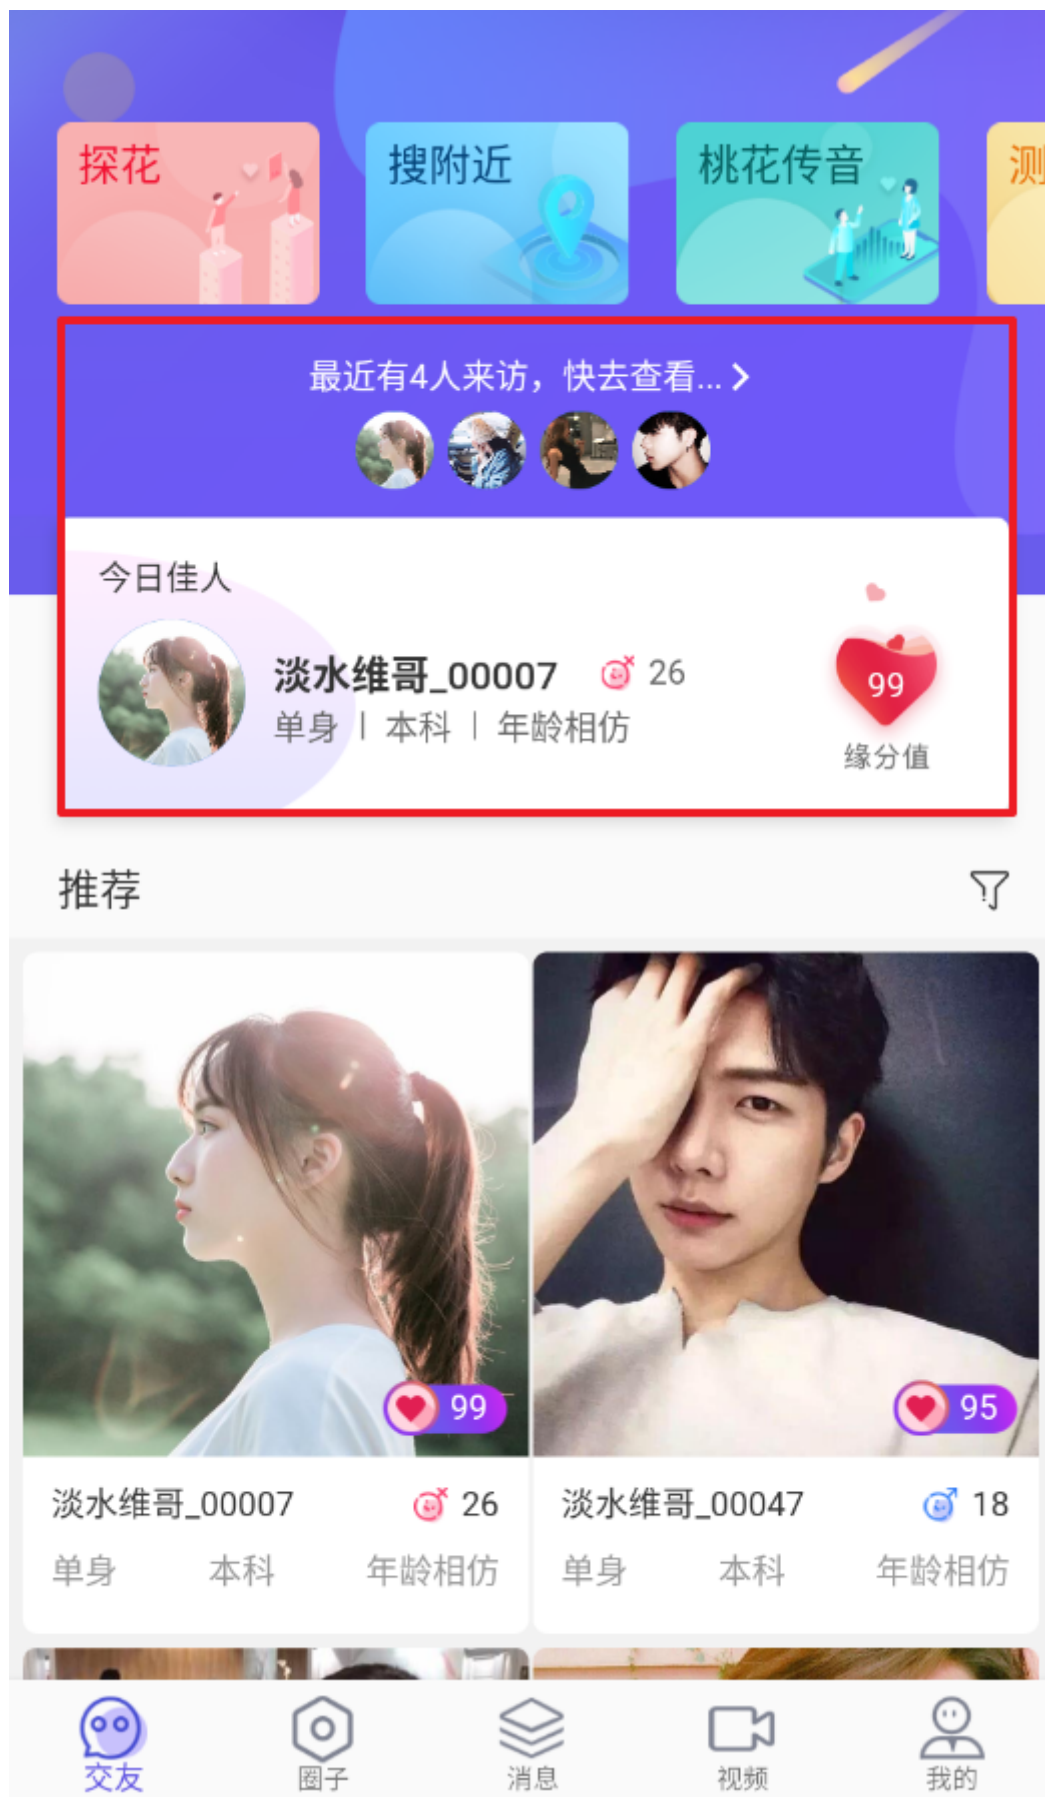 探花
搜附近
桃花传音
测
最近有4人来访，快去查看...
今日佳人
淡水维哥_00007 26
单身 | 本科 | 年龄相仿
99
缘分值
推荐
99
95
淡水维哥_00007 26
单身 本科 年龄相仿
淡水维哥_00047 18
单身 本科 年龄相仿
交友
圈子
消息
视频
我的